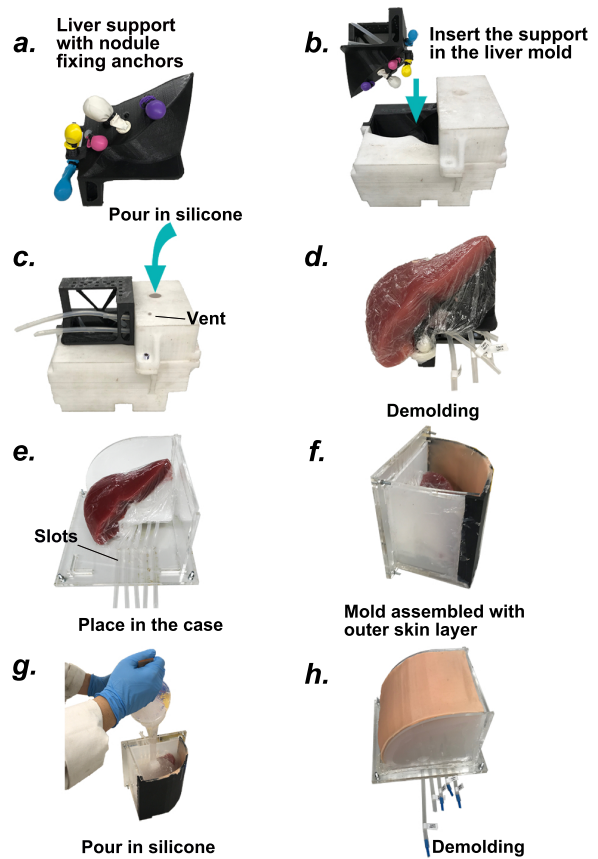 a.
Liver support
with nodule
fixing anchors
b.
Insert the support
in the liver mold
Pour in silicone
c.
Vent
d.
Demolding
e.
Slots
Place in the case
f.
Mold assembled with
outer skin layer
g.
Pour in silicone
h.
Demolding